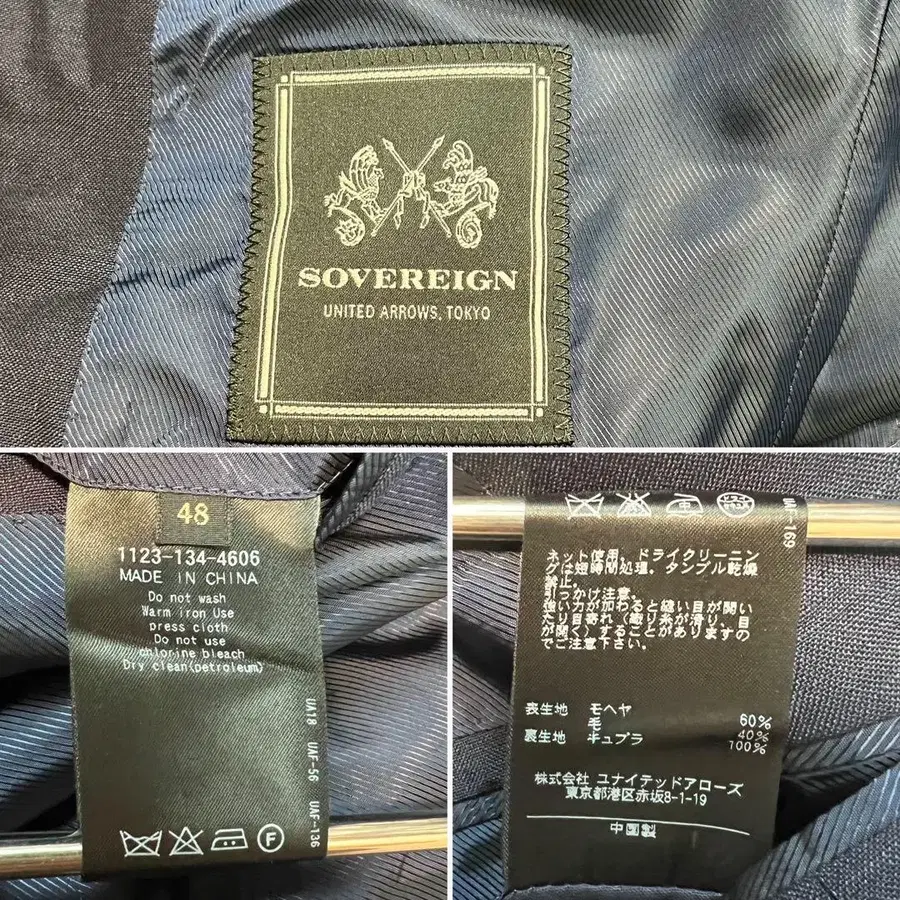 SOVEREIGN
UNITED ARROWS, TOKYO
48
1123-134-4606
MADE IN CHINA
Do not wash
Warm iron Use
press cloth
Do not use
chlorine bleach
Dry clean(petroleum)
UA18 UAF-56 UAF-136
F
UAF-169
ネット使用。ドライクリーニン
グは短時間処理。タンブル乾燥
禁止。
引っかけ注意。
強い力が加わると縫い目が開い
たり目寄れ（縫り糸が滑り、目
が開く）することがありますの
でご注意下さい。
表生地 モヘヤ 60%
毛 40%
裏生地 キュプラ 100%
株式会社 ユナイテッドアローズ
東京都港区赤坂8-1-19
中国製